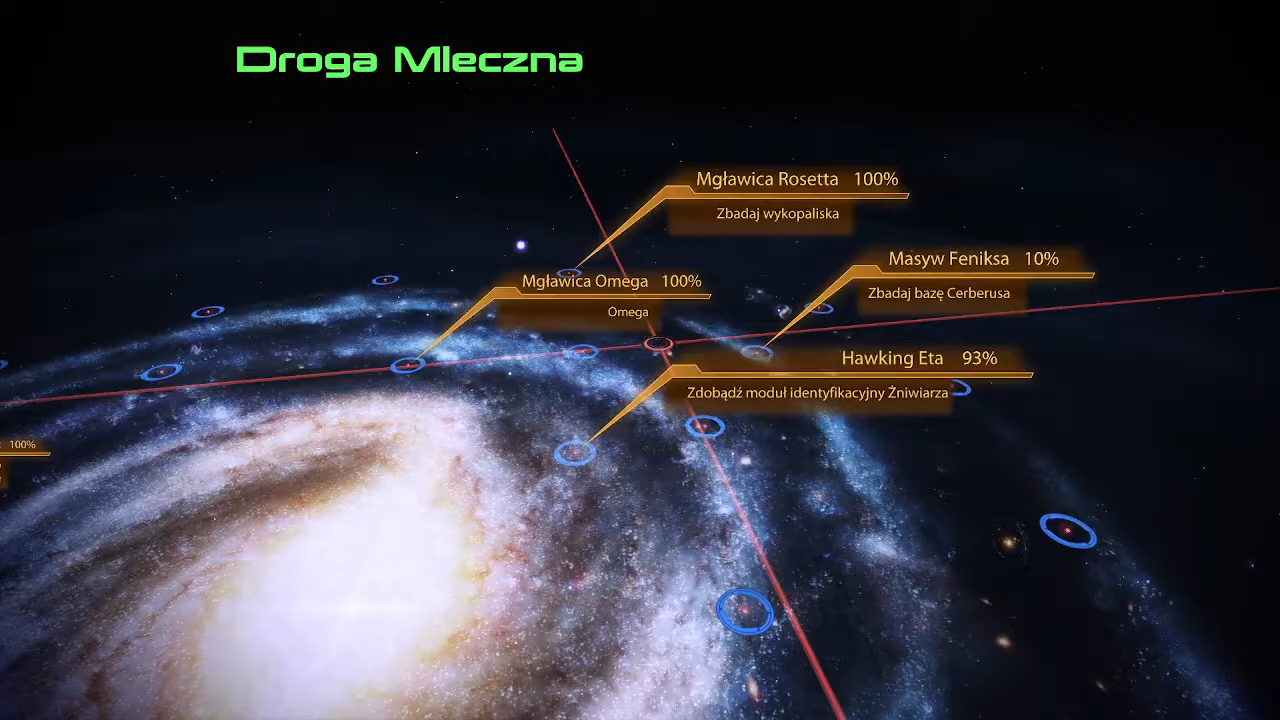 Droga Mleczna
Mgławica Rosetta 100%
Zbadaj wykopaliska
Masyw Feniksa 10%
Zbadaj bazę Cerberusa
Mgławica Omega 100%
Omega
Hawking Eta 93%
Zdobądź moduł identyfikacyjny Żniwiarza
100%